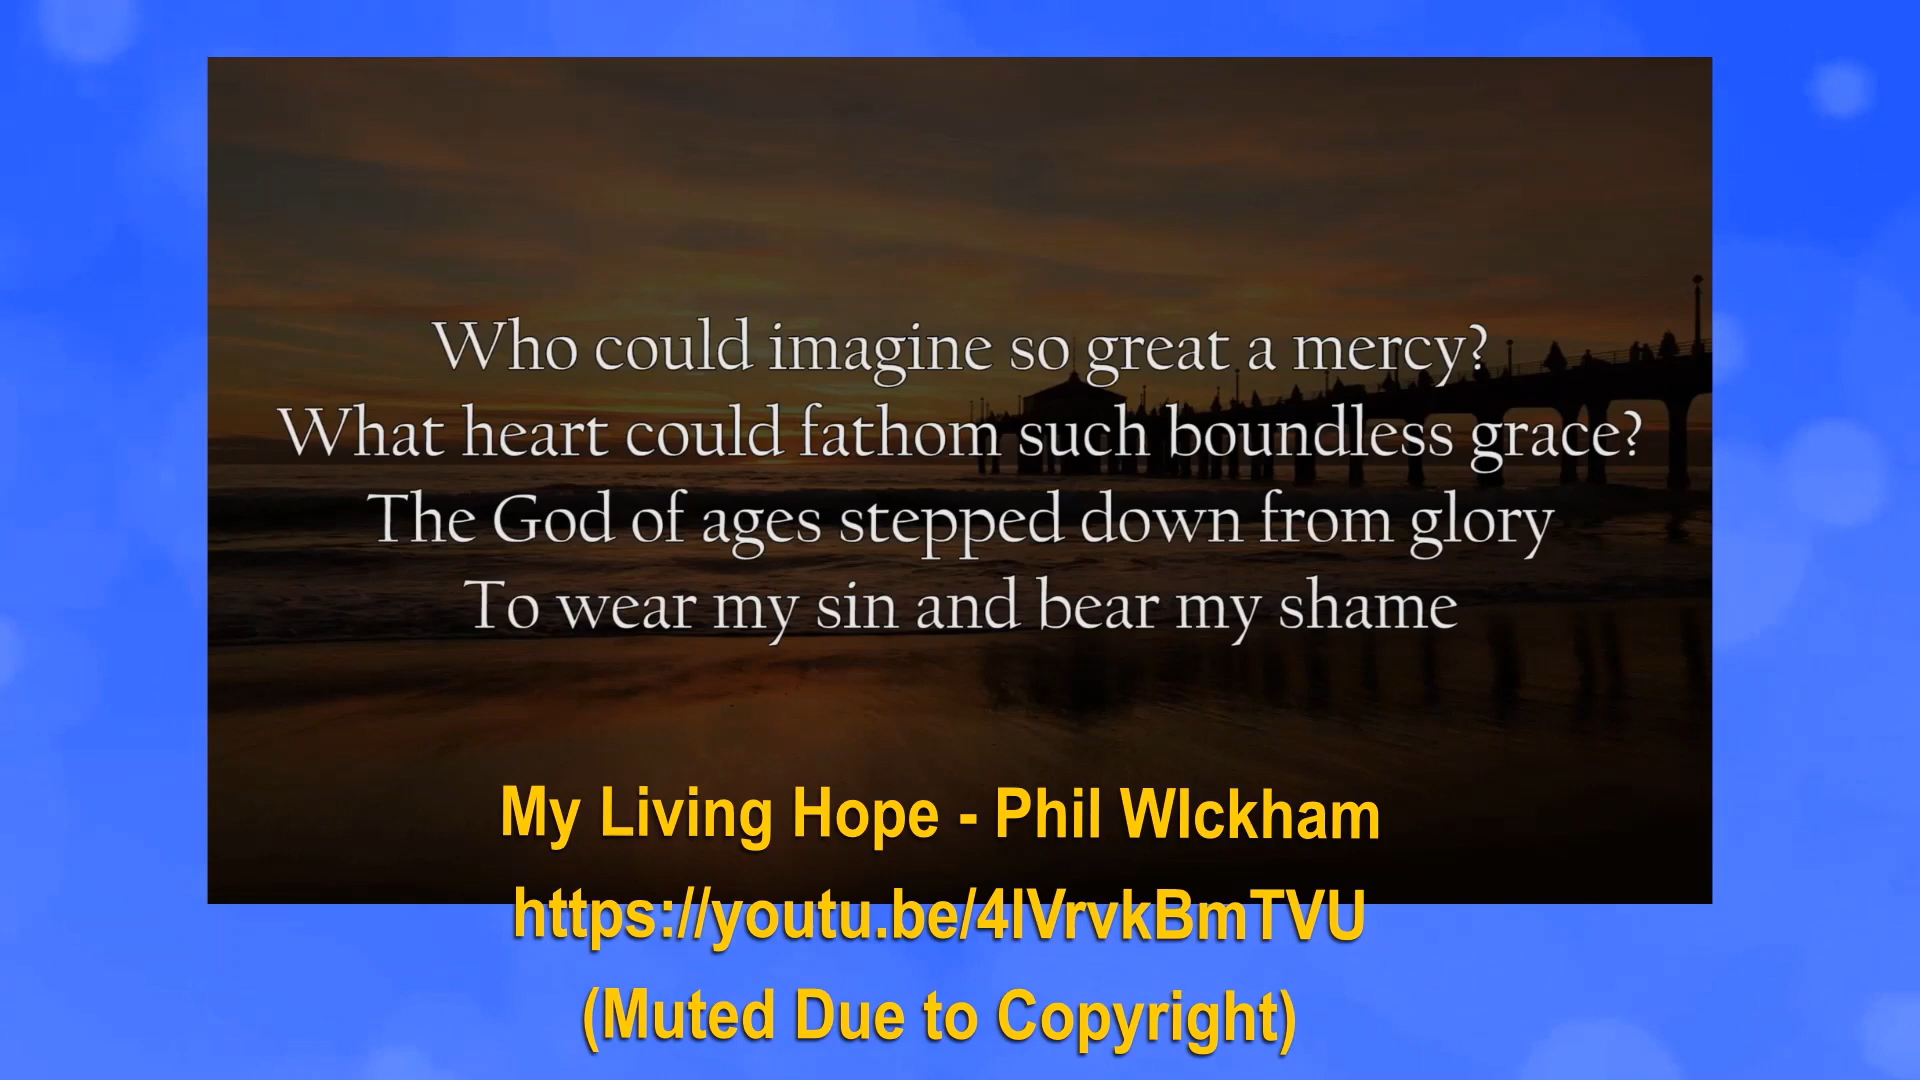 Who could imagine so great a mercy?
What heart could fathom such boundless grace?
The God of ages stepped down from glory
To wear my sin and bear my shame
My Living Hope - Phil WIckham
https://youtu.be/4IVrvkBmTVU
(Muted Due to Copyright)